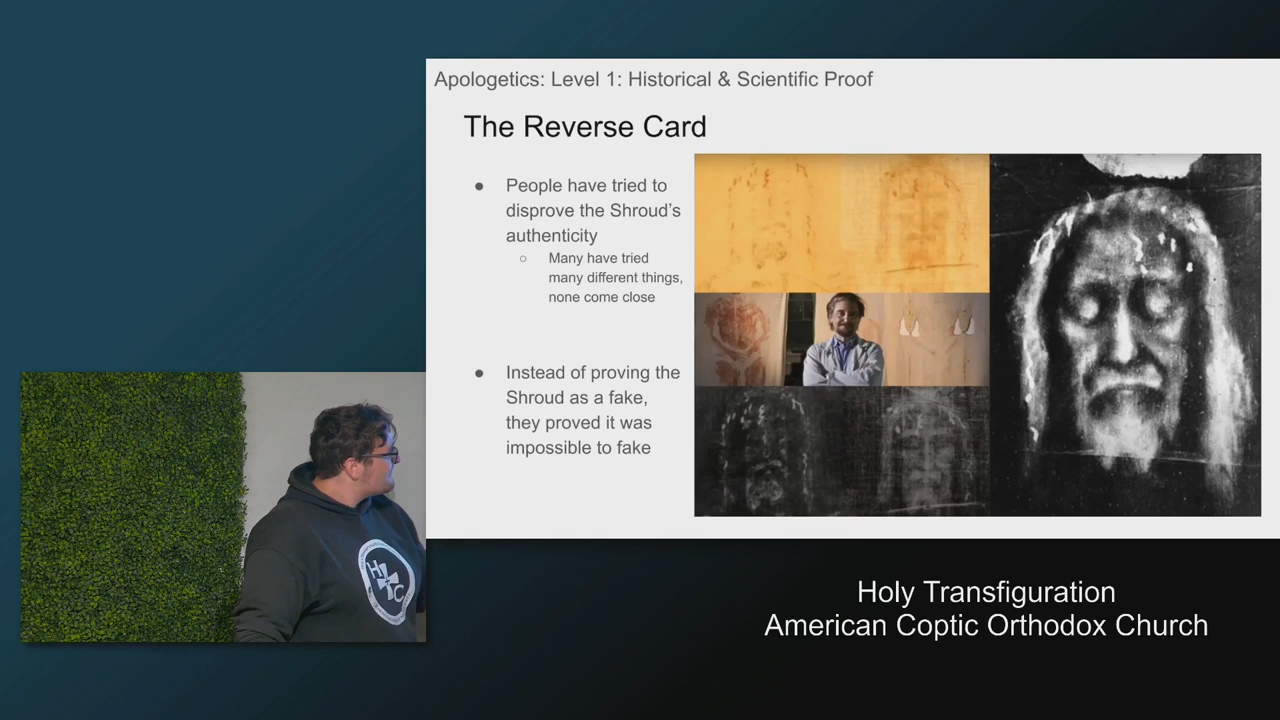 Apologetics: Level 1: Historical & Scientific Proof
The Reverse Card
● People have tried to
disprove the Shroud's
authenticity
○ Many have tried
many different things,
none come close
● Instead of proving the
Shroud as a fake,
they proved it was
impossible to fake
H C
Holy Transfiguration
American Coptic Orthodox Church